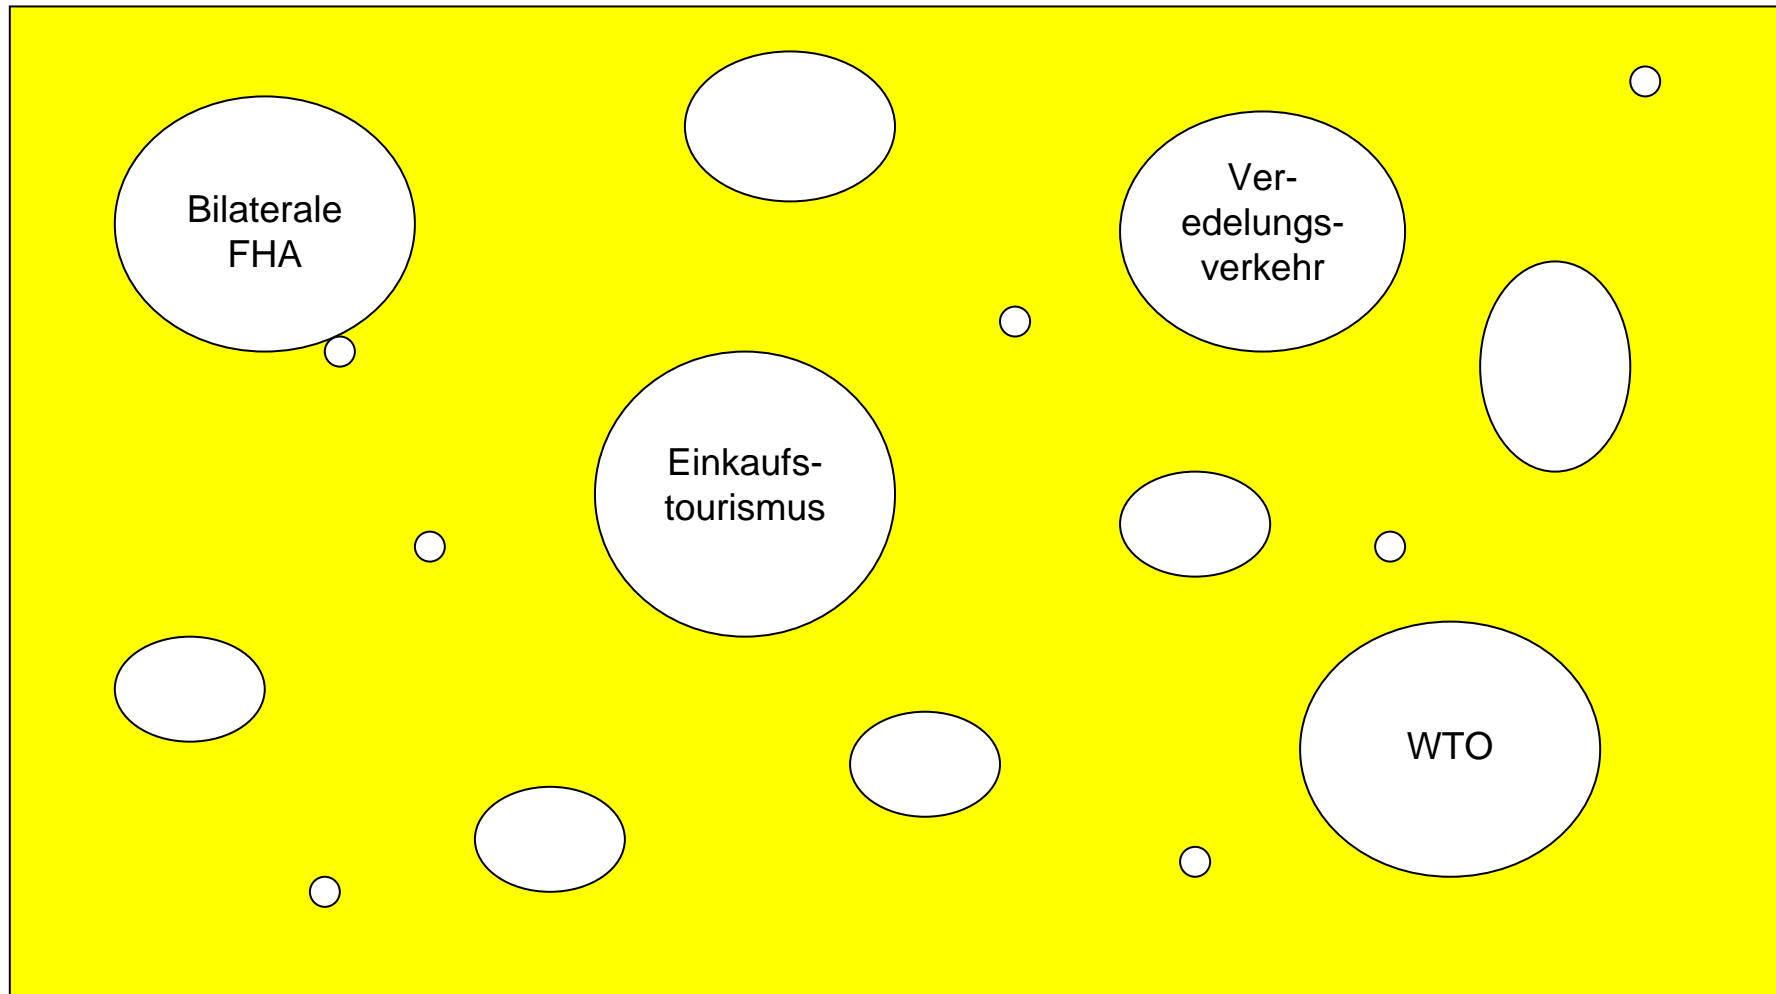 Bilaterale
FHA
Ver-
edelungs-
verkehr
Einkaufs-
tourismus
WTO